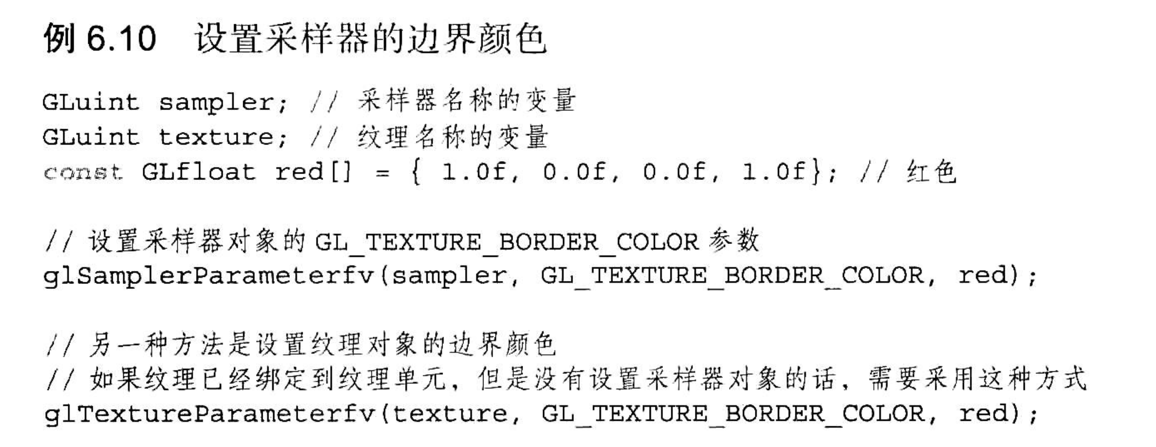 例 6.10 设置采样器的边界颜色
GLuint sampler; // 采样器名称的变量
GLuint texture; // 纹理名称的变量
const GLfloat red[] = { 1.0f, 0.0f, 0.0f, 1.0f}; // 红色
// 设置采样器对象的 GL_TEXTURE_BORDER_COLOR 参数
glSamplerParameterfv(sampler, GL_TEXTURE_BORDER_COLOR, red);
// 另一种方法是设置纹理对象的边界颜色
// 如果纹理已经绑定到纹理单元，但是没有设置采样器对象的话，需要采用这种方式
glTextureParameterfv(texture, GL_TEXTURE_BORDER_COLOR, red);